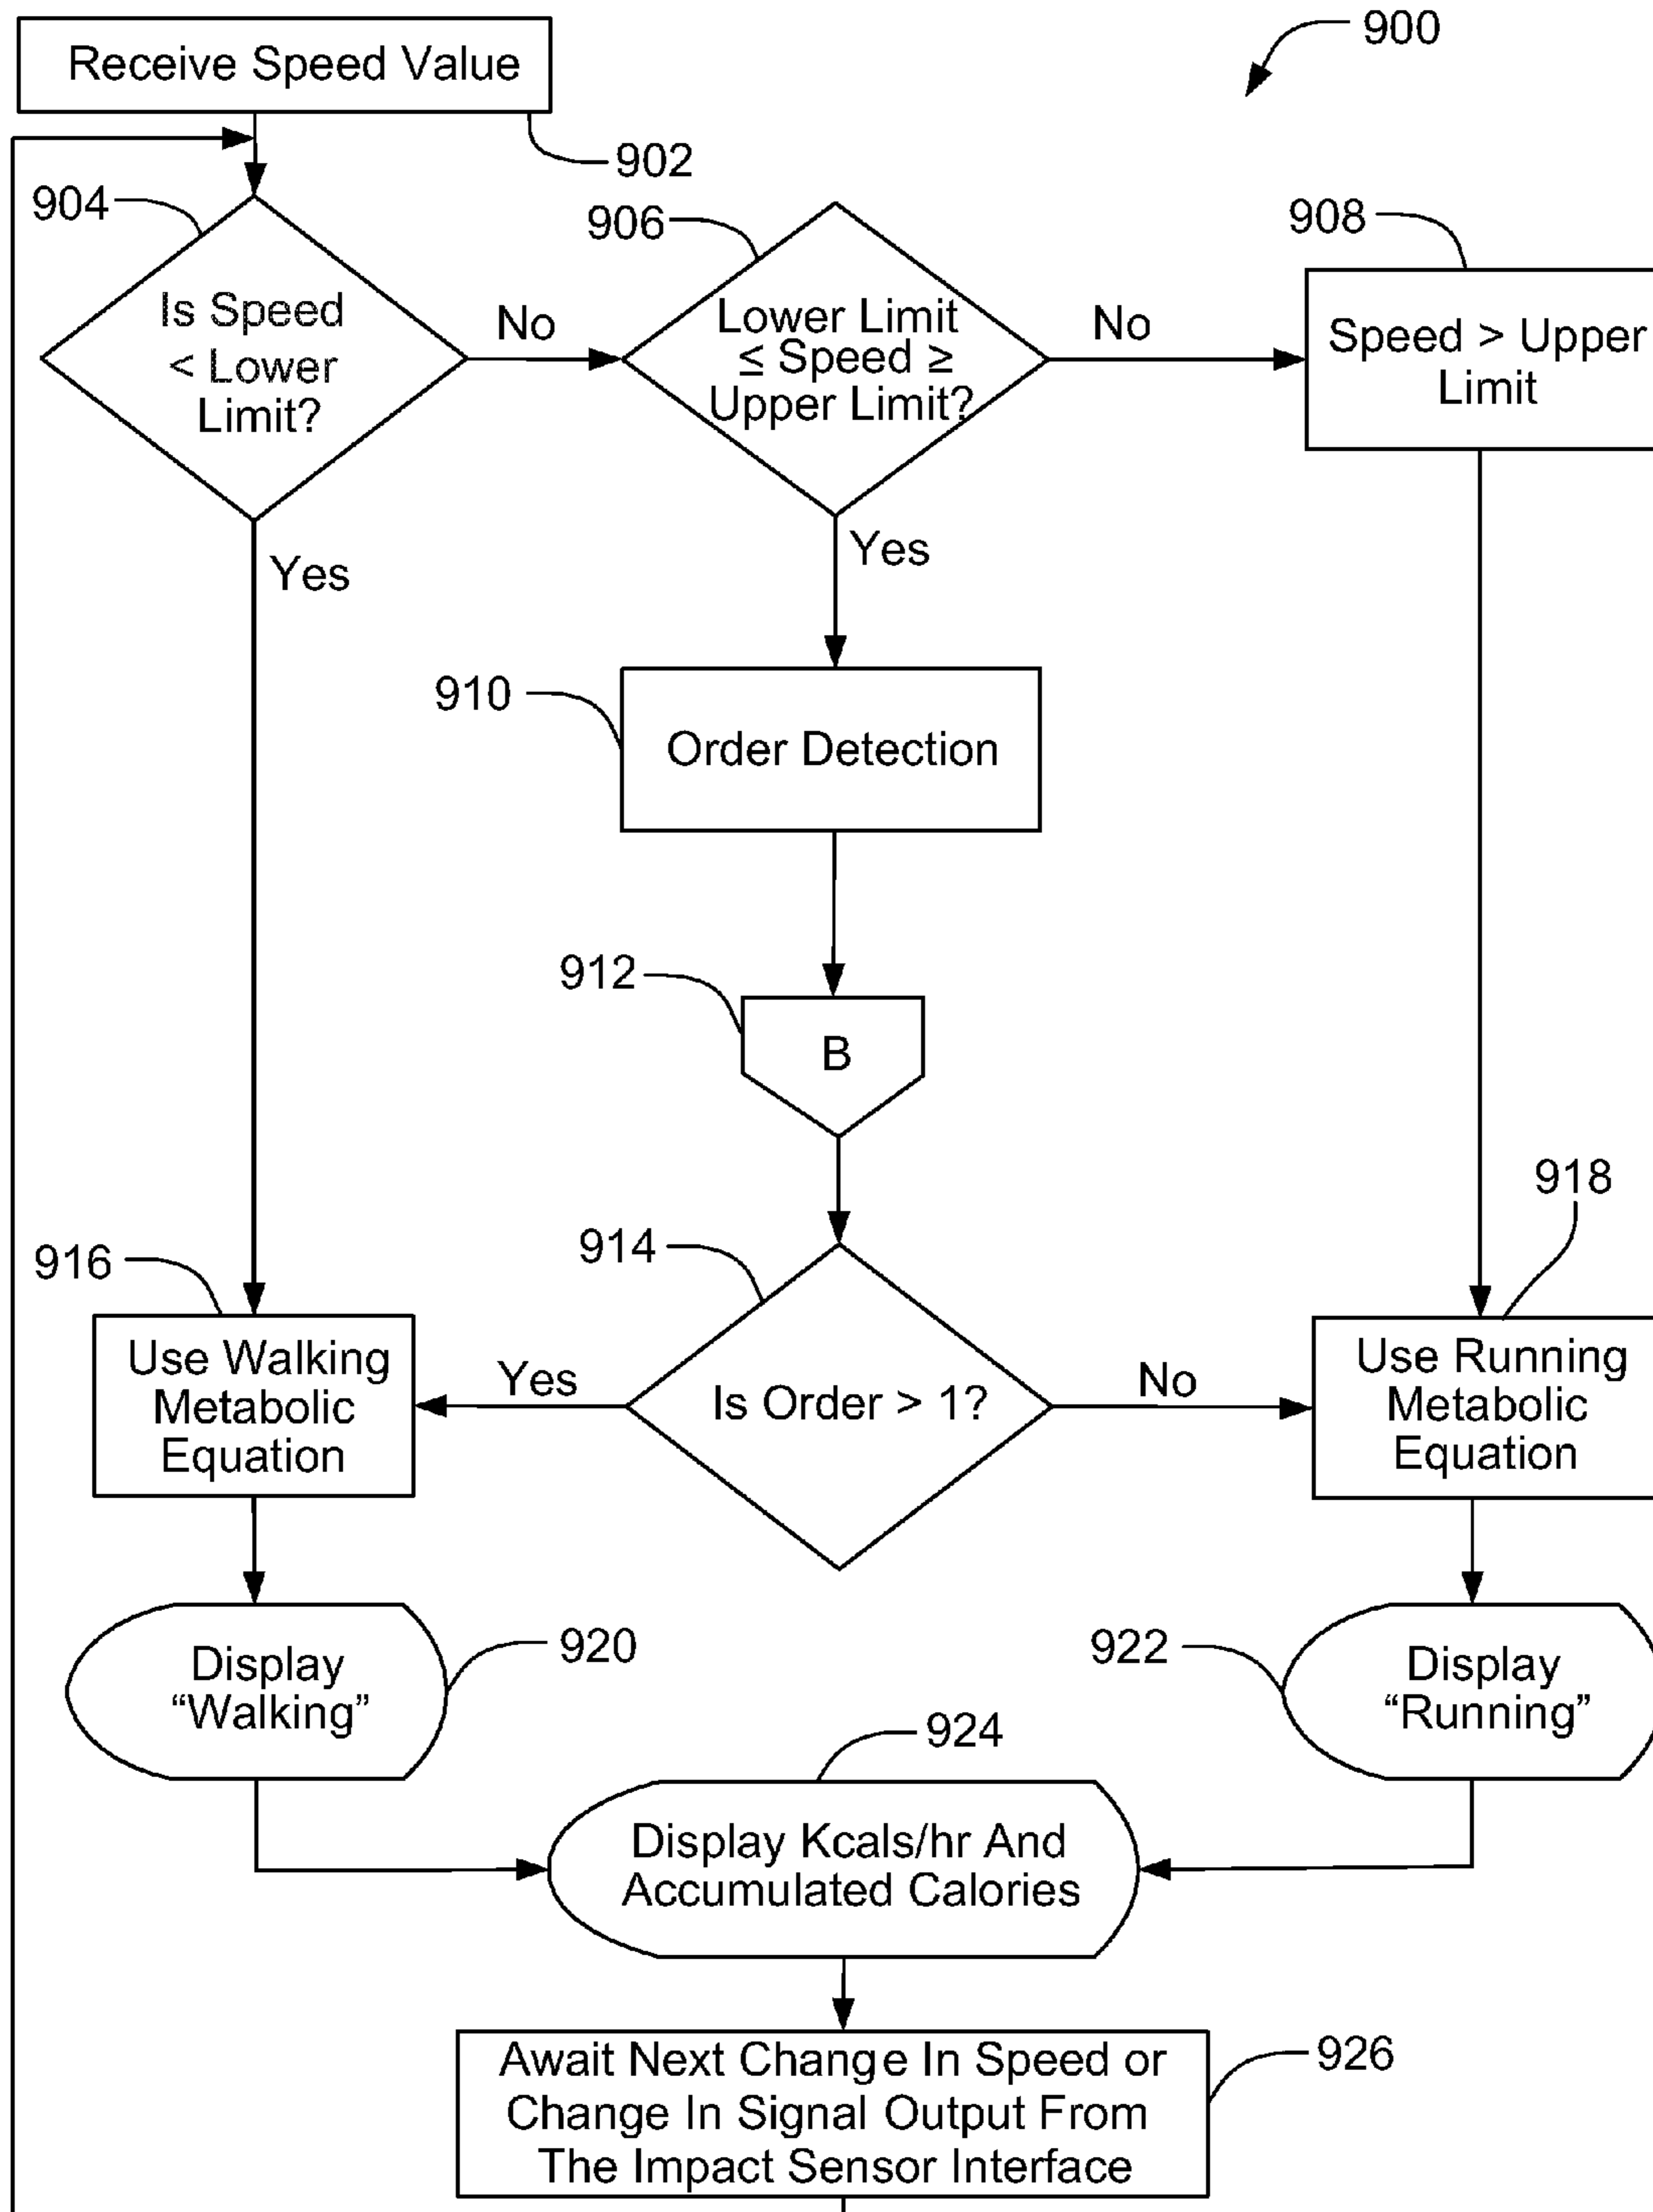 900
Receive Speed Value
902
904
Is Speed
< Lower
Limit?
No
906
Lower Limit
≤ Speed ≥
Upper Limit?
No
908
Speed > Upper
Limit
Yes
Yes
910
Order Detection
912
B
914
Is Order > 1?
Yes
No
916
Use Walking
Metabolic
Equation
918
Use Running
Metabolic
Equation
920
Display
“Walking”
922
Display
“Running”
924
Display Kcals/hr And
Accumulated Calories
926
Await Next Change In Speed or
Change In Signal Output From
The Impact Sensor Interface